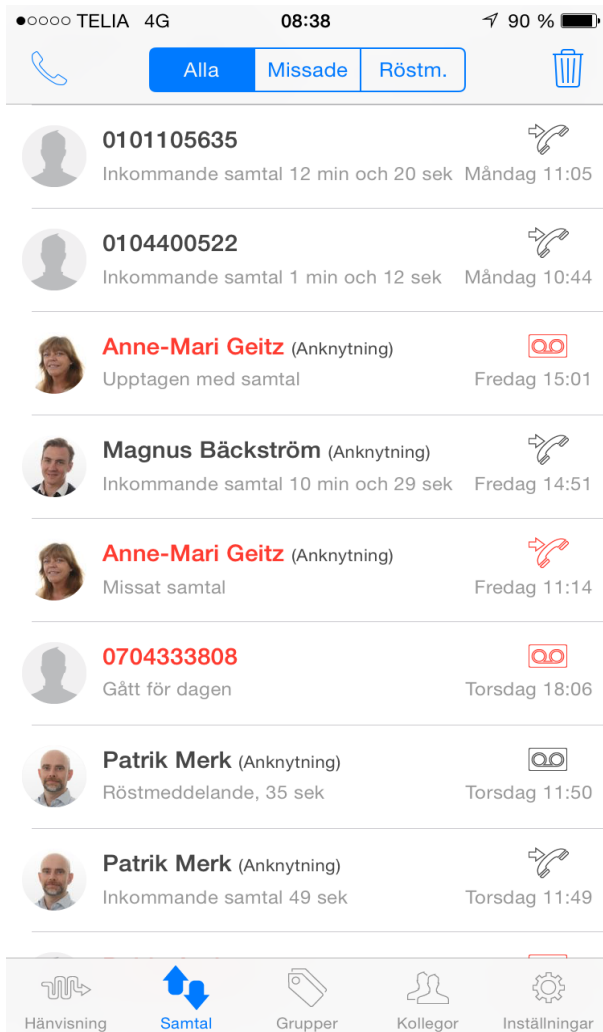 TELIA 4G 08:38 90 %
Alla Missade Röstm.
0101105635
Inkommande samtal 12 min och 20 sek Måndag 11:05
0104400522
Inkommande samtal 1 min och 12 sek Måndag 10:44
Anne-Mari Geitz (Anknytning)
Upptagen med samtal Fredag 15:01
Magnus Bäckström (Anknytning)
Inkommande samtal 10 min och 29 sek Fredag 14:51
Anne-Mari Geitz (Anknytning)
Missat samtal Fredag 11:14
0704333808
Gått för dagen Torsdag 18:06
Patrik Merk (Anknytning)
Röstmeddelande, 35 sek Torsdag 11:50
Patrik Merk (Anknytning)
Inkommande samtal 49 sek Torsdag 11:49
Hänvisning Samtal Grupper Kollegor Inställningar